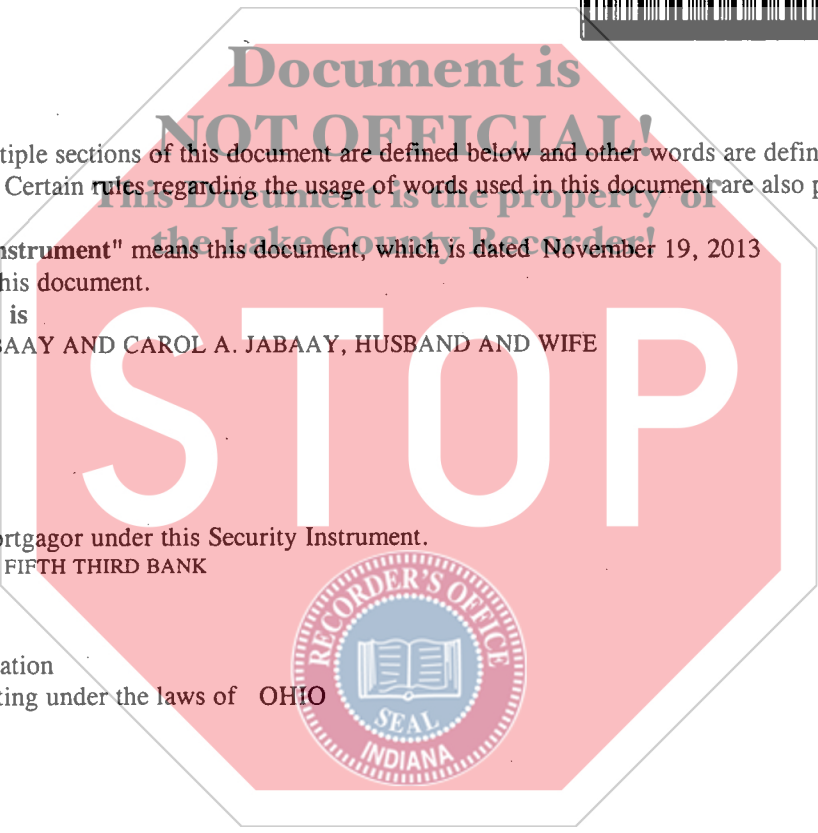 Document is
NOT OFFICIAL!
tiple sections of this document are defined below and other words are defin
Certain rules regarding the usage of words used in this document are also p
This Document is the property of
the Lake County Recorder!
nstrument" means this document, which is dated November 19, 2013
his document.
is
BAAY AND CAROL A. JABAAY, HUSBAND AND WIFE
STOP
ortgagor under this Security Instrument.
FIFTH THIRD BANK
RECORDER'S OFFICE
ation
ting under the laws of OHIO
SEAL
INDIANA